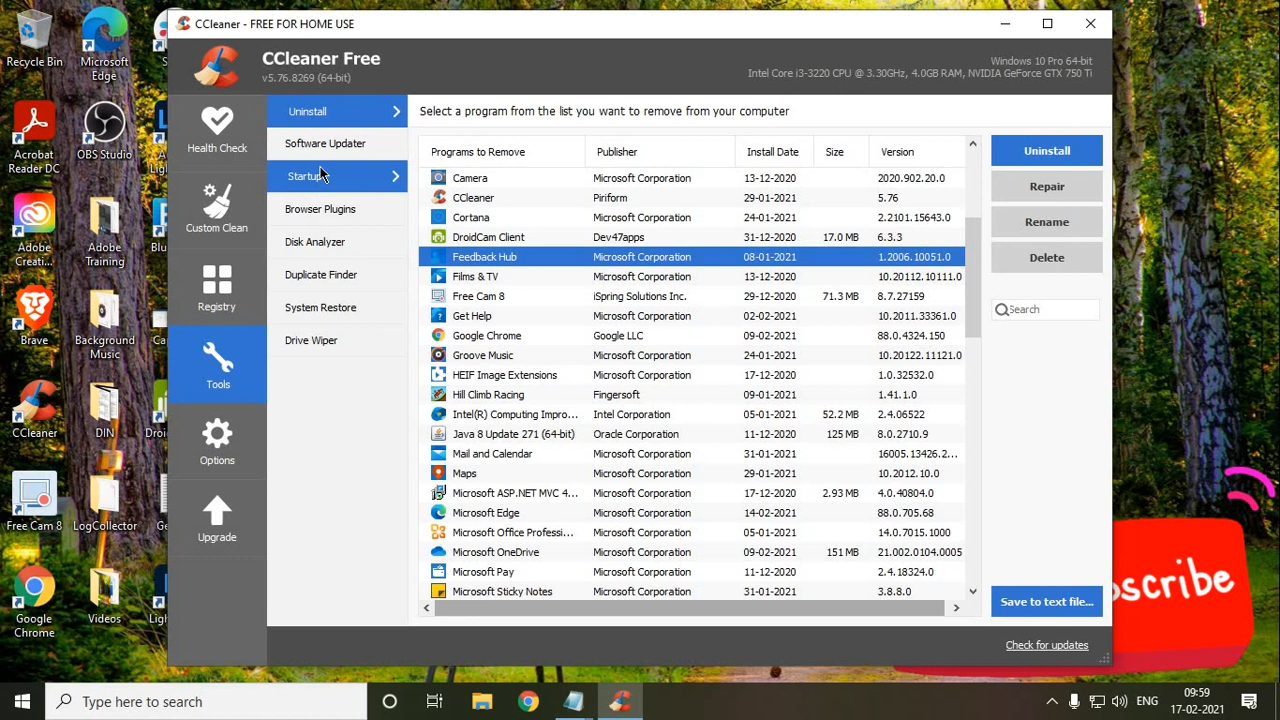 CCleaner - FREE FOR HOME USE
CCleaner Free
v5.76.8269 (64-bit)
Windows 10 Pro 64-bit
Intel Core i3-3220 CPU @ 3.30GHz, 4.0GB RAM, NVIDIA GeForce GTX 750 Ti
Recycle Bin
Microsoft Edge
Acrobat Reader DC
OBS Studio
Adobe Creati...
Adobe Training
Brave
Background Music
CCleaner
DIN
Free Cam 8
LogCollector
Google Chrome
Videos
Health Check
Custom Clean
Registry
Tools
Options
Upgrade
Uninstall
Software Updater
Startup
Browser Plugins
Disk Analyzer
Duplicate Finder
System Restore
Drive Wiper
Select a program from the list you want to remove from your computer
Programs to Remove Publisher Install Date Size Version
Camera Microsoft Corporation 13-12-2020 2020.902.20.0
CCleaner Piriform 29-01-2021 5.76
Cortana Microsoft Corporation 24-01-2021 2.2101.15643.0
DroidCam Client Dev47apps 31-12-2020 17.0 MB 6.3.3
Feedback Hub Microsoft Corporation 08-01-2021 1.2006.10051.0
Films & TV Microsoft Corporation 13-12-2020 10.20112.10111.0
Free Cam 8 iSpring Solutions Inc. 29-12-2020 71.3 MB 8.7.27159
Get Help Microsoft Corporation 02-02-2021 10.2011.33361.0
Google Chrome Google LLC 09-02-2021 88.0.4324.150
Groove Music Microsoft Corporation 24-01-2021 10.20122.11121.0
HEIF Image Extensions Microsoft Corporation 17-12-2020 1.0.32532.0
Hill Climb Racing Fingersoft 09-01-2021 1.41.1.0
Intel(R) Computing Impro... Intel Corporation 05-01-2021 52.2 MB 2.4.06522
Java 8 Update 271 (64-bit) Oracle Corporation 11-12-2020 125 MB 8.0.2710.9
Mail and Calendar Microsoft Corporation 31-01-2021 16005.13426.2...
Maps Microsoft Corporation 29-01-2021 10.2012.10.0
Microsoft ASP.NET MVC 4... Microsoft Corporation 17-12-2020 2.93 MB 4.0.40804.0
Microsoft Edge Microsoft Corporation 14-02-2021 88.0.705.68
Microsoft Office Professi... Microsoft Corporation 05-01-2021 14.0.7015.1000
Microsoft OneDrive Microsoft Corporation 09-02-2021 151 MB 21.002.0104.0005
Microsoft Pay Microsoft Corporation 11-12-2020 2.4.18324.0
Microsoft Sticky Notes Microsoft Corporation 31-01-2021 3.8.8.0
Uninstall
Repair
Rename
Delete
Search
Save to text file...
Check for updates
scribe
Type here to search
ENG
09:59
17-02-2021